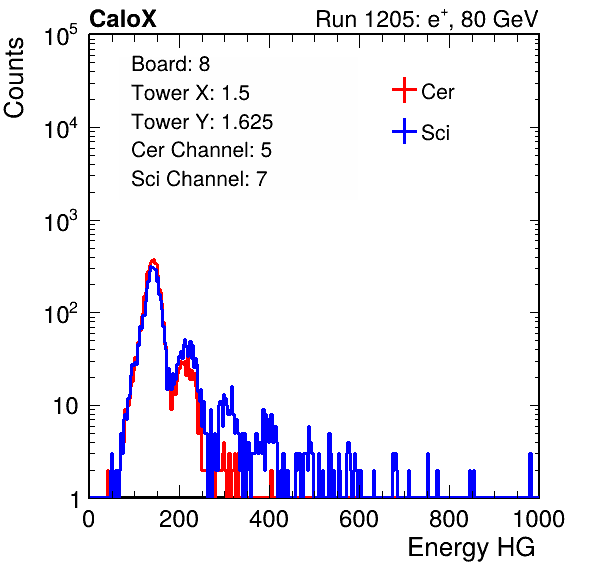 CaloX Run 1205: e⁺, 80 GeV
Counts
10⁵
10⁴
10³
10²
10
1
Board: 8
Tower X: 1.5
Tower Y: 1.625
Cer Channel: 5
Sci Channel: 7
Cer
Sci
0 200 400 600 800 1000
Energy HG